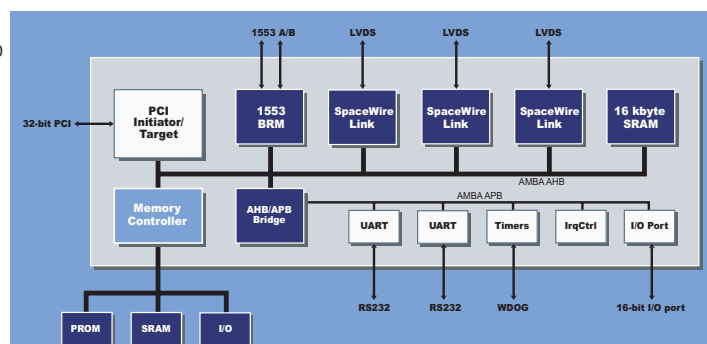 )
1553 A/B
LVDS
LVDS
LVDS
32-bit PCI
PCI
Initiator/
Target
1553
BRM
SpaceWire
Link
SpaceWire
Link
SpaceWire
Link
16 kbyte
SRAM
AMBA AHB
AMBA APB
Memory
Controller
AHB/APB
Bridge
UART
UART
Timers
IrqCtrl
I/O Port
RS232
RS232
WDOG
16-bit I/O port
PROM
SRAM
I/O